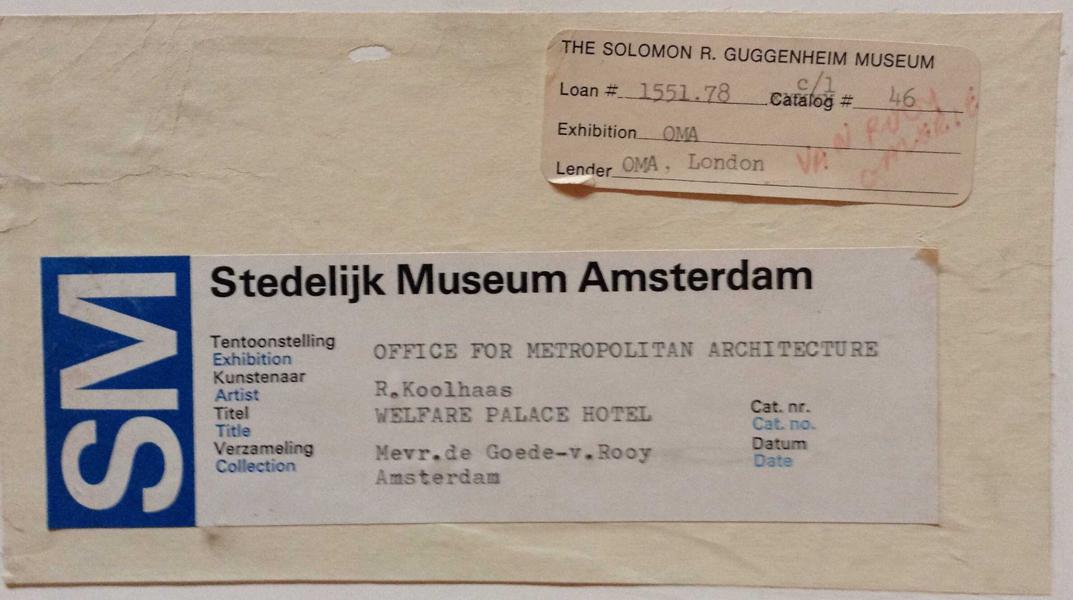 THE SOLOMON R. GUGGENHEIM MUSEUM
c/l
Loan # 1551.78 Catalog # 46
Exhibition OMA
Lender OMA, London
VAN
SM
Stedelijk Museum Amsterdam
Tentoonstelling
Exhibition OFFICE FOR METROPOLITAN ARCHITECTURE
Kunstenaar
Artist R.Koolhaas
Titel WELFARE PALACE HOTEL Cat. nr.
Title Cat. no.
Verzameling Mevr.de Goede-v.Rooy Datum
Collection Amsterdam Date